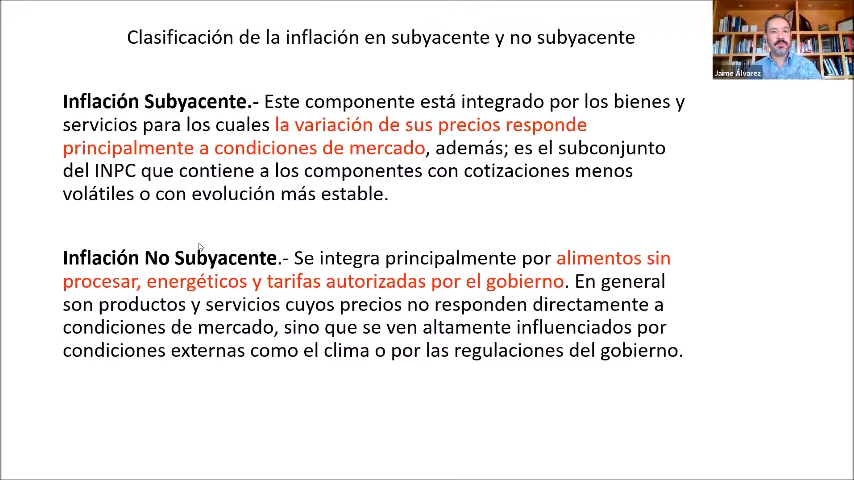 Clasificación de la inflación en subyacente y no subyacente
Jaime Álvarez
Inflación Subyacente.- Este componente está integrado por los bienes y
servicios para los cuales la variación de sus precios responde
principalmente a condiciones de mercado, además; es el subconjunto
del INPC que contiene a los componentes con cotizaciones menos
volátiles o con evolución más estable.
Inflación No Subyacente.- Se integra principalmente por alimentos sin
procesar, energéticos y tarifas autorizadas por el gobierno. En general
son productos y servicios cuyos precios no responden directamente a
condiciones de mercado, sino que se ven altamente influenciados por
condiciones externas como el clima o por las regulaciones del gobierno.